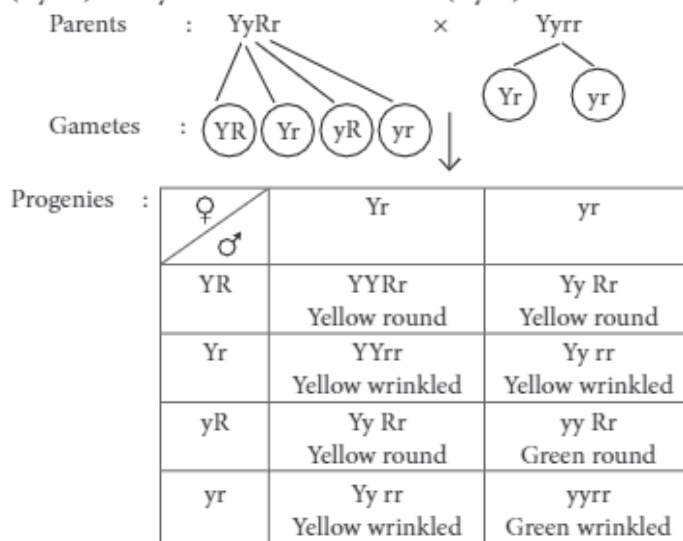 Parents : YyRr × Yyrr
Yr yr
Gametes : YR Yr yR yr
Progenies : ♀ ♂ Yr yr
YR YYRr Yy Rr
Yellow round Yellow round
Yr YYrr Yy rr
Yellow wrinkled Yellow wrinkled
yR Yy Rr yy Rr
Yellow round Green round
yr Yy rr yyrr
Yellow wrinkled Green wrinkled